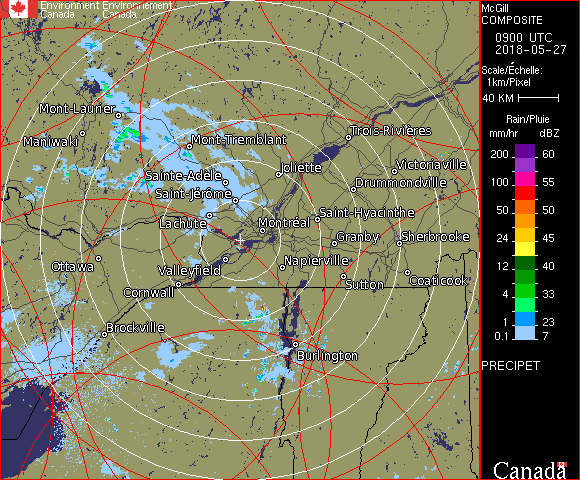 Environment Environnement
Canada Canada
McGill
COMPOSITE
0900 UTC
2018-05-27
Scale/Échelle:
1km/Pixel
40 KM
Rain/Pluie
mm/hr dBZ
200 60
100 55
50 50
24 45
12 40
4 33
1 23
0.1 7
PRECIPET
Canada
Mont-Laurier
Maniwaki
Mont-Tremblant
Trois-Rivières
Sainte-Adèle
Joliette
Victoriaville
Saint-Jérôme
Drummondville
Lachute
Montréal
Saint-Hyacinthe
Granby
Sherbrooke
Ottawa
Valleyfield
Napierville
Cornwall
Sutton
Coaticook
Brockville
Burlington